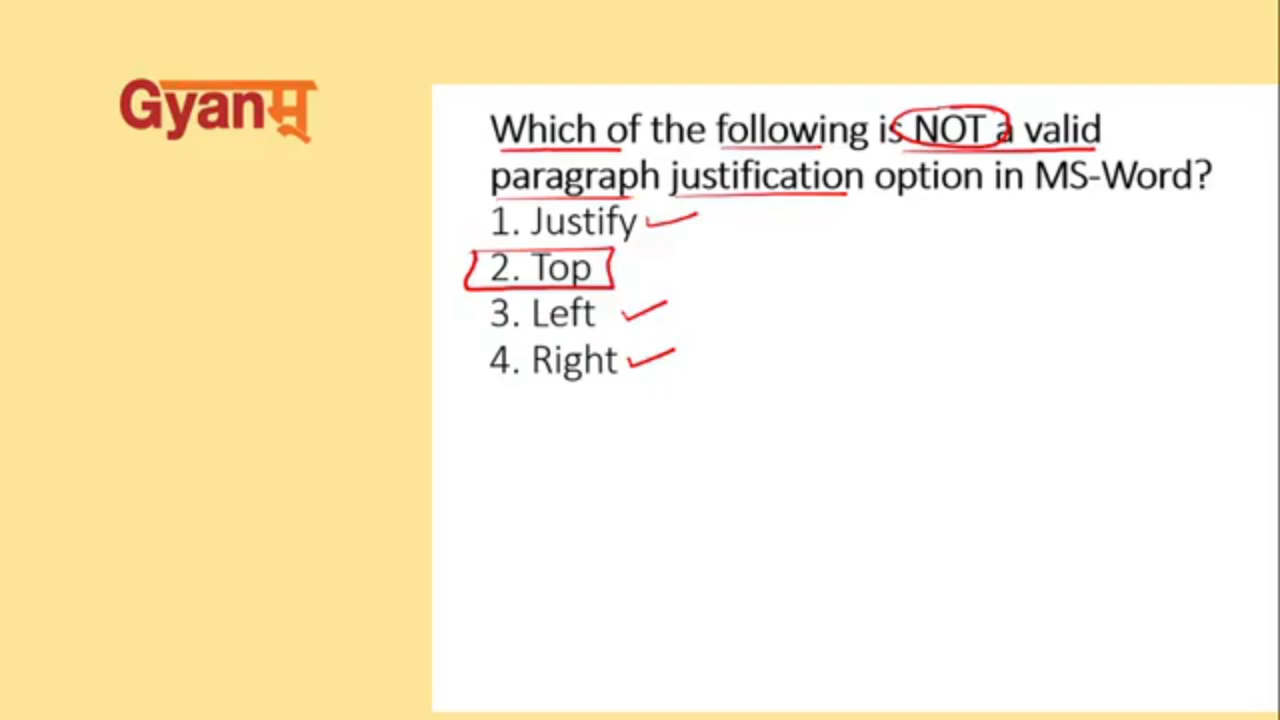 Gyanम्
Which of the following is NOT a valid
paragraph justification option in MS-Word?
1. Justify
2. Top
3. Left
4. Right